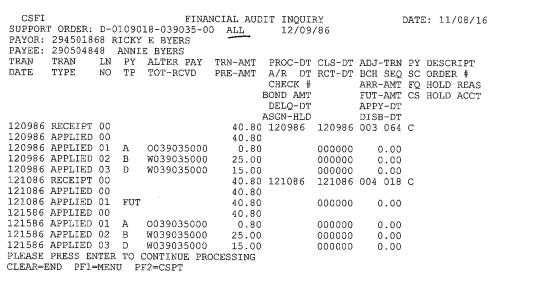 CSFI FINANCIAL AUDIT INQUIRY DATE: 11/08/16
SUPPORT ORDER: D-0109018-039035-00 ALL 12/09/86
PAYOR: 294501868 RICKY E BYERS
PAYEE: 290504848 ANNIE BYERS
TRAN TRAN LN PY ALTER PAY TRN-AMT PROC-DT CLS-DT ADJ-TRN PY DESCRIPT
DATE TYPE NO TP TOT-RCVD PRE-AMT A/R DT RCT-DT BCH SEQ SC ORDER #
CHECK # ARR-AMT FQ HOLD REAS
BOND AMT FUT-AMT CS HOLD ACCT
DELQ-DT APPY-DT
ASGN-HLD DISB-DT
120986 RECEIPT 00 40.80 120986 120986 003 064 C
120986 APPLIED 00 40.80
120986 APPLIED 01 A O039035000 0.80 000000 0.00
120986 APPLIED 02 B W039035000 25.00 000000 0.00
120986 APPLIED 03 D W039035000 15.00 000000 0.00
121086 RECEIPT 00 40.80 121086 121086 004 018 C
121086 APPLIED 00 40.80
121086 APPLIED 01 FUT 40.80 000000 0.00
121586 APPLIED 00 40.80
121586 APPLIED 01 A O039035000 0.80 000000 0.00
121586 APPLIED 02 B W039035000 25.00 000000 0.00
121586 APPLIED 03 D W039035000 15.00 000000 0.00
PLEASE PRESS ENTER TO CONTINUE PROCESSING
CLEAR=END PF1=MENU PF2=CSPT